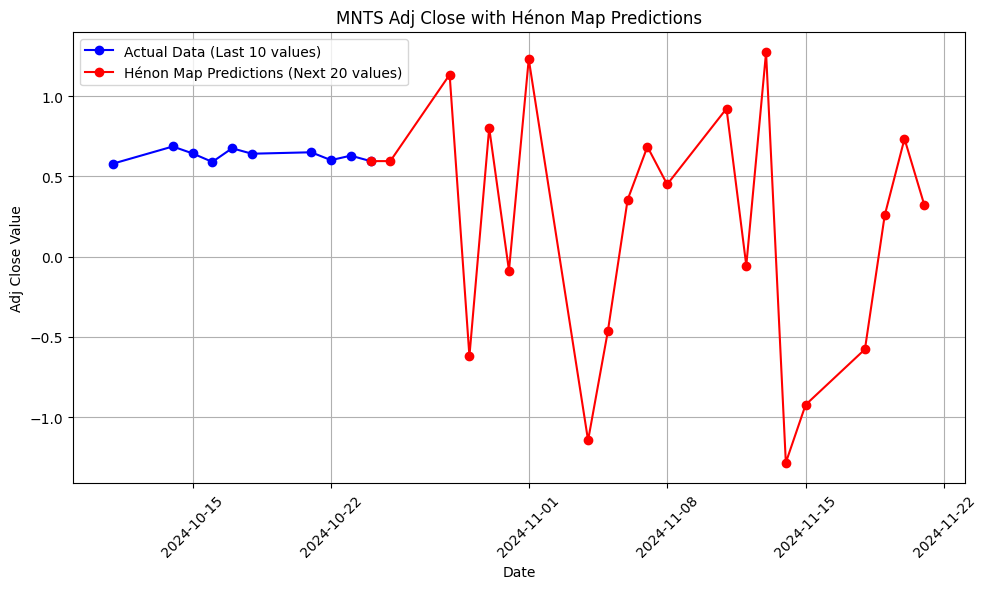 MNTS Adj Close with Hénon Map Predictions
Actual Data (Last 10 values)
Hénon Map Predictions (Next 20 values)
Adj Close Value
1.0
0.5
0.0
−0.5
−1.0
2024-10-15
2024-10-22
2024-11-01
2024-11-08
2024-11-15
2024-11-22
Date